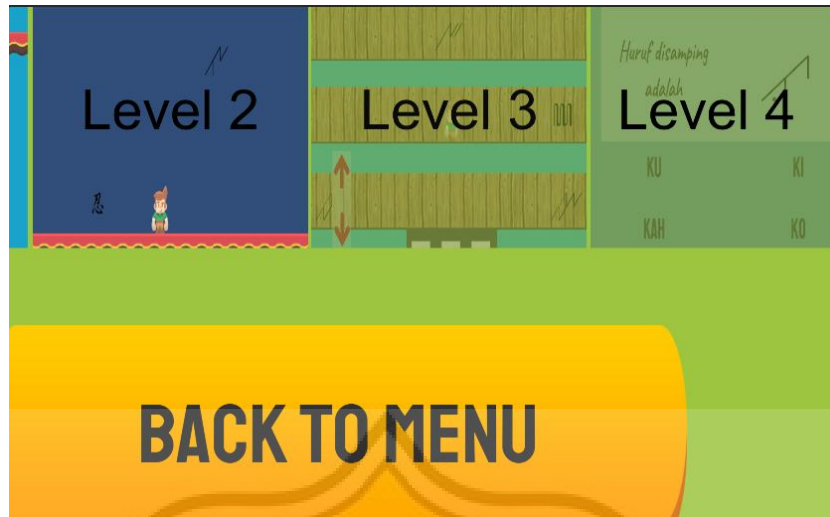 Level 2
Level 3
Level 4
Huruf disamping
adalah
KU
KI
KAH
KO
BACK TO MENU